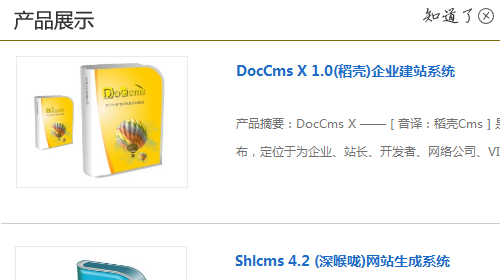 产品展示
知道了
DocCms X 1.0(稻壳)企业建站系统
产品摘要：DocCms X —— [ 音译：稻壳Cms ] 是
布，定位于为企业、站长、开发者、网络公司、VI
DocCms
Shlcms 4.2 (深喉咙)网站生成系统